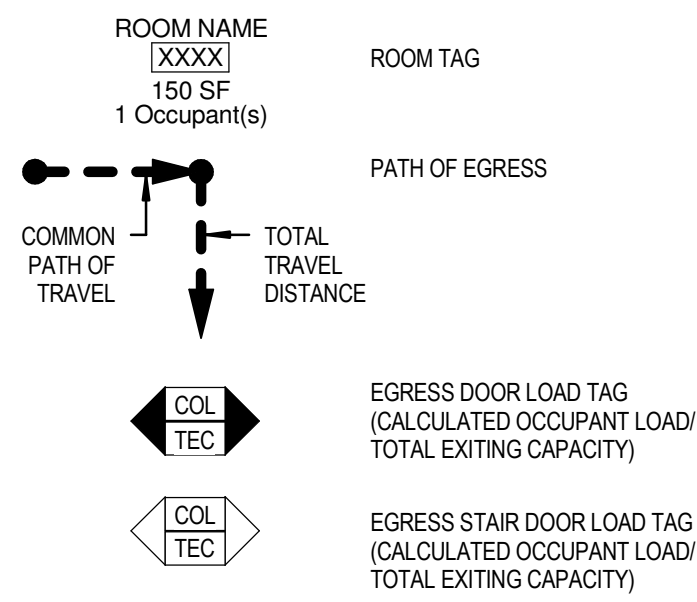 ROOM NAME
XXXX
150 SF
1 Occupant(s)
ROOM TAG
PATH OF EGRESS
COMMON
PATH OF
TRAVEL
TOTAL
TRAVEL
DISTANCE
COL
TEC
EGRESS DOOR LOAD TAG
(CALCULATED OCCUPANT LOAD/
TOTAL EXITING CAPACITY)
COL
TEC
EGRESS STAIR DOOR LOAD TAG
(CALCULATED OCCUPANT LOAD/
TOTAL EXITING CAPACITY)